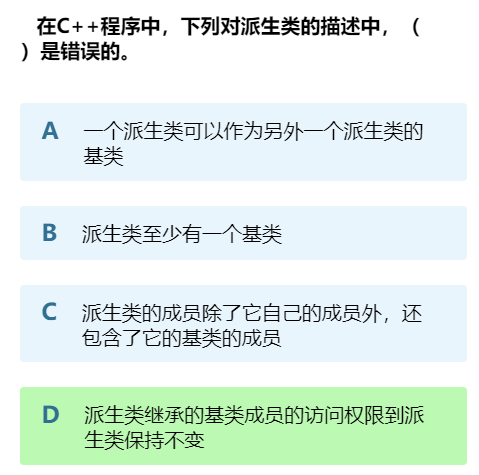 在C++程序中，下列对派生类的描述中，（
）是错误的。
A 一个派生类可以作为另外一个派生类的
基类
B 派生类至少有一个基类
C 派生类的成员除了它自己的成员外，还
包含了它的基类的成员
D 派生类继承的基类成员的访问权限到派
生类保持不变